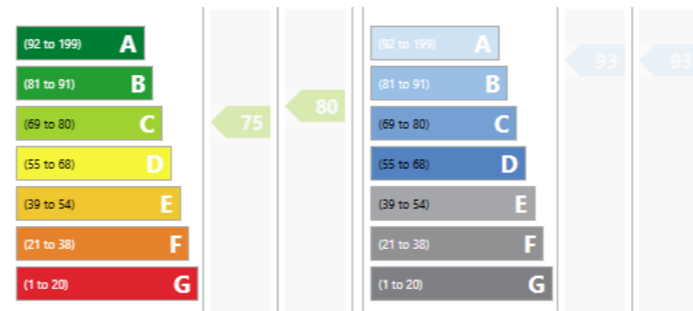 (92 to 199) A
(81 to 91) B
(69 to 80) C
(55 to 68) D
(39 to 54) E
(21 to 38) F
(1 to 20) G
75
80
(92 to 199) A
(81 to 91) B
(69 to 80) C
(55 to 68) D
(39 to 54) E
(21 to 38) F
(1 to 20) G
93
93